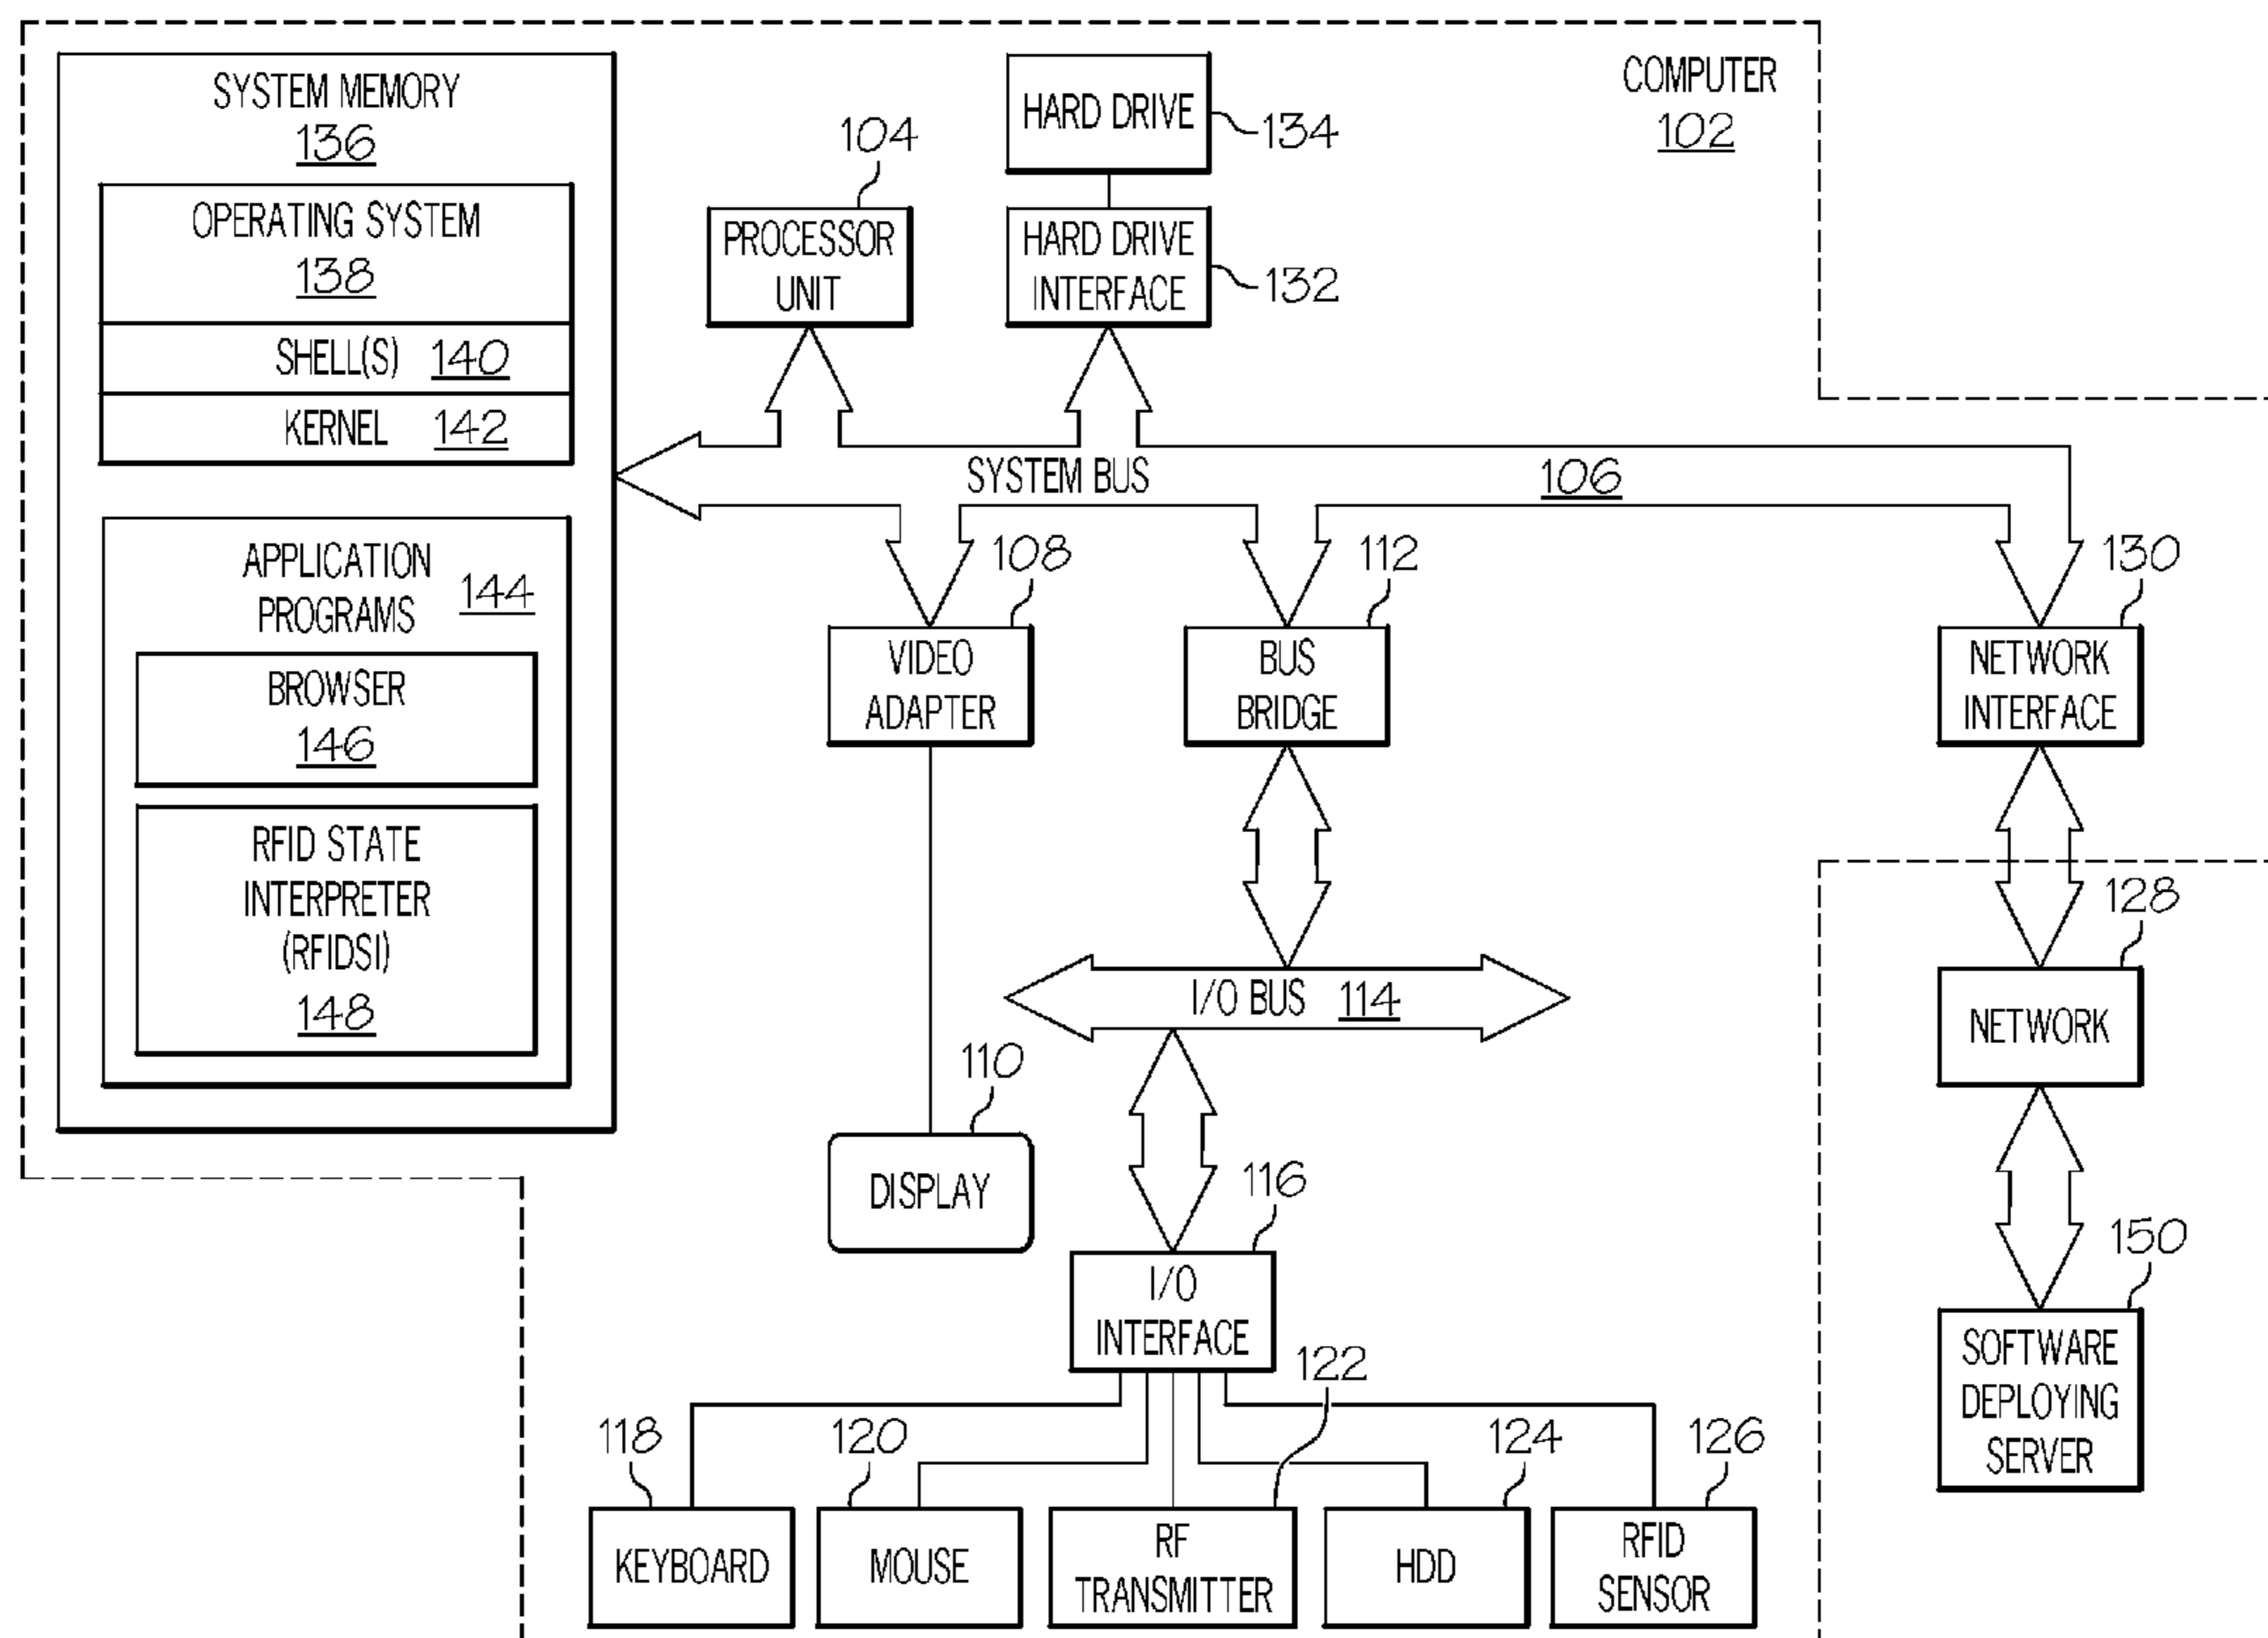 COMPUTER
102
SYSTEM MEMORY
136
OPERATING SYSTEM
138
SHELL(S) 140
KERNEL 142
APPLICATION
PROGRAMS
144
BROWSER
146
RFID STATE
INTERPRETER
(RFIDSI)
148
104
PROCESSOR
UNIT
HARD DRIVE
134
HARD DRIVE
INTERFACE
132
SYSTEM BUS 106
108
VIDEO
ADAPTER
112
BUS
BRIDGE
130
NETWORK
INTERFACE
I/O BUS 114
128
NETWORK
110
DISPLAY
116
I/O
INTERFACE
150
SOFTWARE
DEPLOYING
SERVER
118
KEYBOARD
120
MOUSE
122
RF
TRANSMITTER
124
HDD
126
RFID
SENSOR